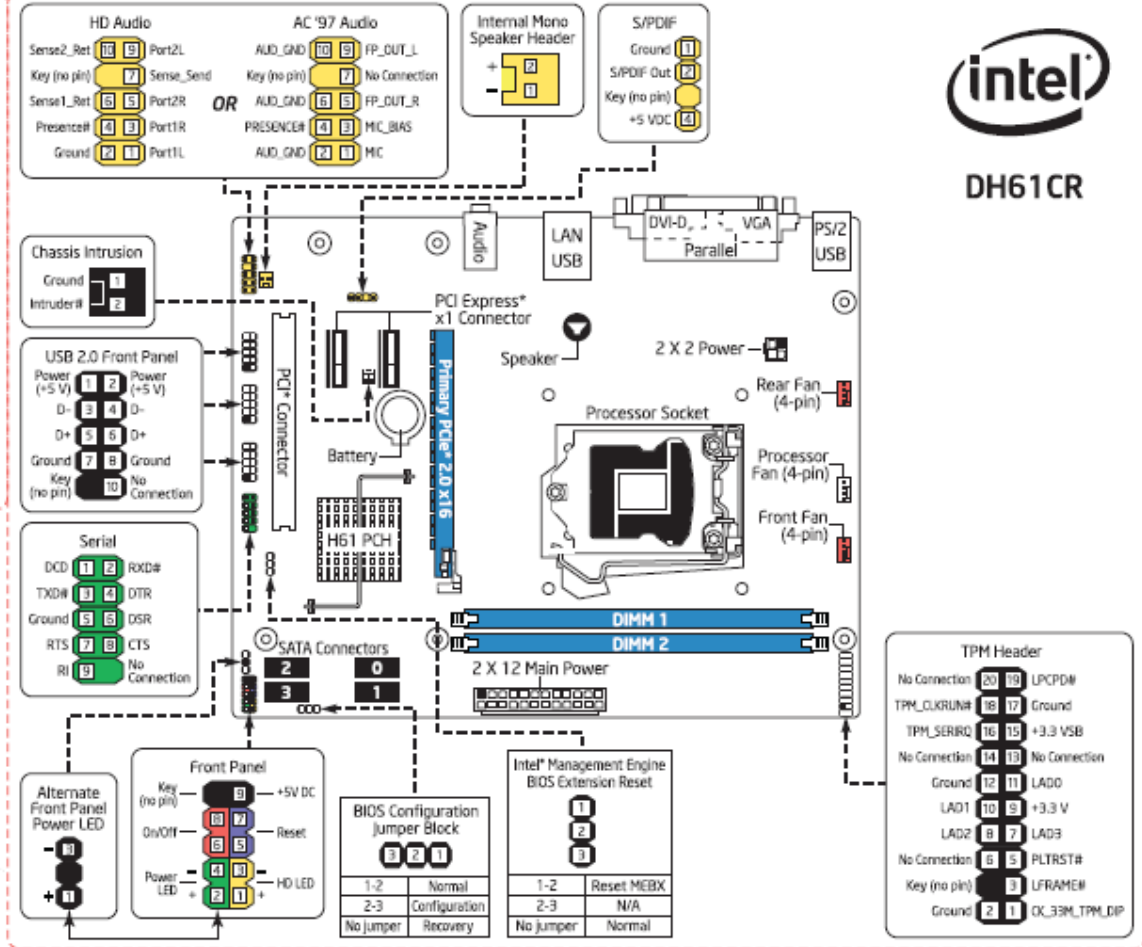 HD Audio
Sense2_Ret 10 9 Port2L
Key (no pin) 7 Sense_Send
Sense1_Ret 6 5 Port2R
Presence# 4 3 Port1R
Ground 2 1 Port1L
OR
AC '97 Audio
AUD_GND 10 9 FP_OUT_L
Key (no pin) 7 No Connection
AUD_GND 6 5 FP_OUT_R
PRESENCE# 4 3 MIC_BIAS
AUD_GND 2 1 MIC
Internal Mono
Speaker Header
+ 2
- 1
S/PDIF
Ground 1
S/PDIF Out 2
Key (no pin)
+5 VDC 4
intel
DH61CR
Chassis Intrusion
Ground 1
Intruder# 2
Audio
LAN
USB
DVI-D
VGA
Parallel
PS/2
USB
PCI Express*
x1 Connector
Speaker
2 X 2 Power
USB 2.0 Front Panel
Power (+5 V) 1 2 Power (+5 V)
D- 3 4 D-
D+ 5 6 D+
Ground 7 8 Ground
Key (no pin) 10 No Connection
PCI* Connector
Primary PCIe* 2.0 x16
Battery
Processor Socket
Rear Fan
(4-pin)
Processor
Fan (4-pin)
Front Fan
(4-pin)
H61 PCH
Serial
DCD 1 2 RXD#
TXD# 3 4 DTR
Ground 5 6 DSR
RTS 7 8 CTS
RI 9 No Connection
DIMM 1
DIMM 2
SATA Connectors
2 0
3 1
2 X 12 Main Power
TPM Header
No Connection 20 19 LPCPD#
TPM_CLKRUN# 18 17 Ground
TPM_SERIRQ 16 15 +3.3 VSB
No Connection 14 13 No Connection
Ground 12 11 LAD0
LAD1 10 9 +3.3 V
LAD2 8 7 LAD3
No Connection 6 5 PLTRST#
Key (no pin) 3 LFRAME#
Ground 2 1 CK_33M_TPM_DIP
Alternate
Front Panel
Power LED
- 3
+ 1
Front Panel
Key (no pin) 9 +5V DC
On/Off 8 7 Reset
6 5
Power LED - 4 3 - HD LED
+ 2 1 +
BIOS Configuration
Jumper Block
3 2 1
1-2 Normal
2-3 Configuration
No jumper Recovery
Intel* Management Engine
BIOS Extension Reset
1
2
3
1-2 Reset MEBX
2-3 N/A
No jumper Normal